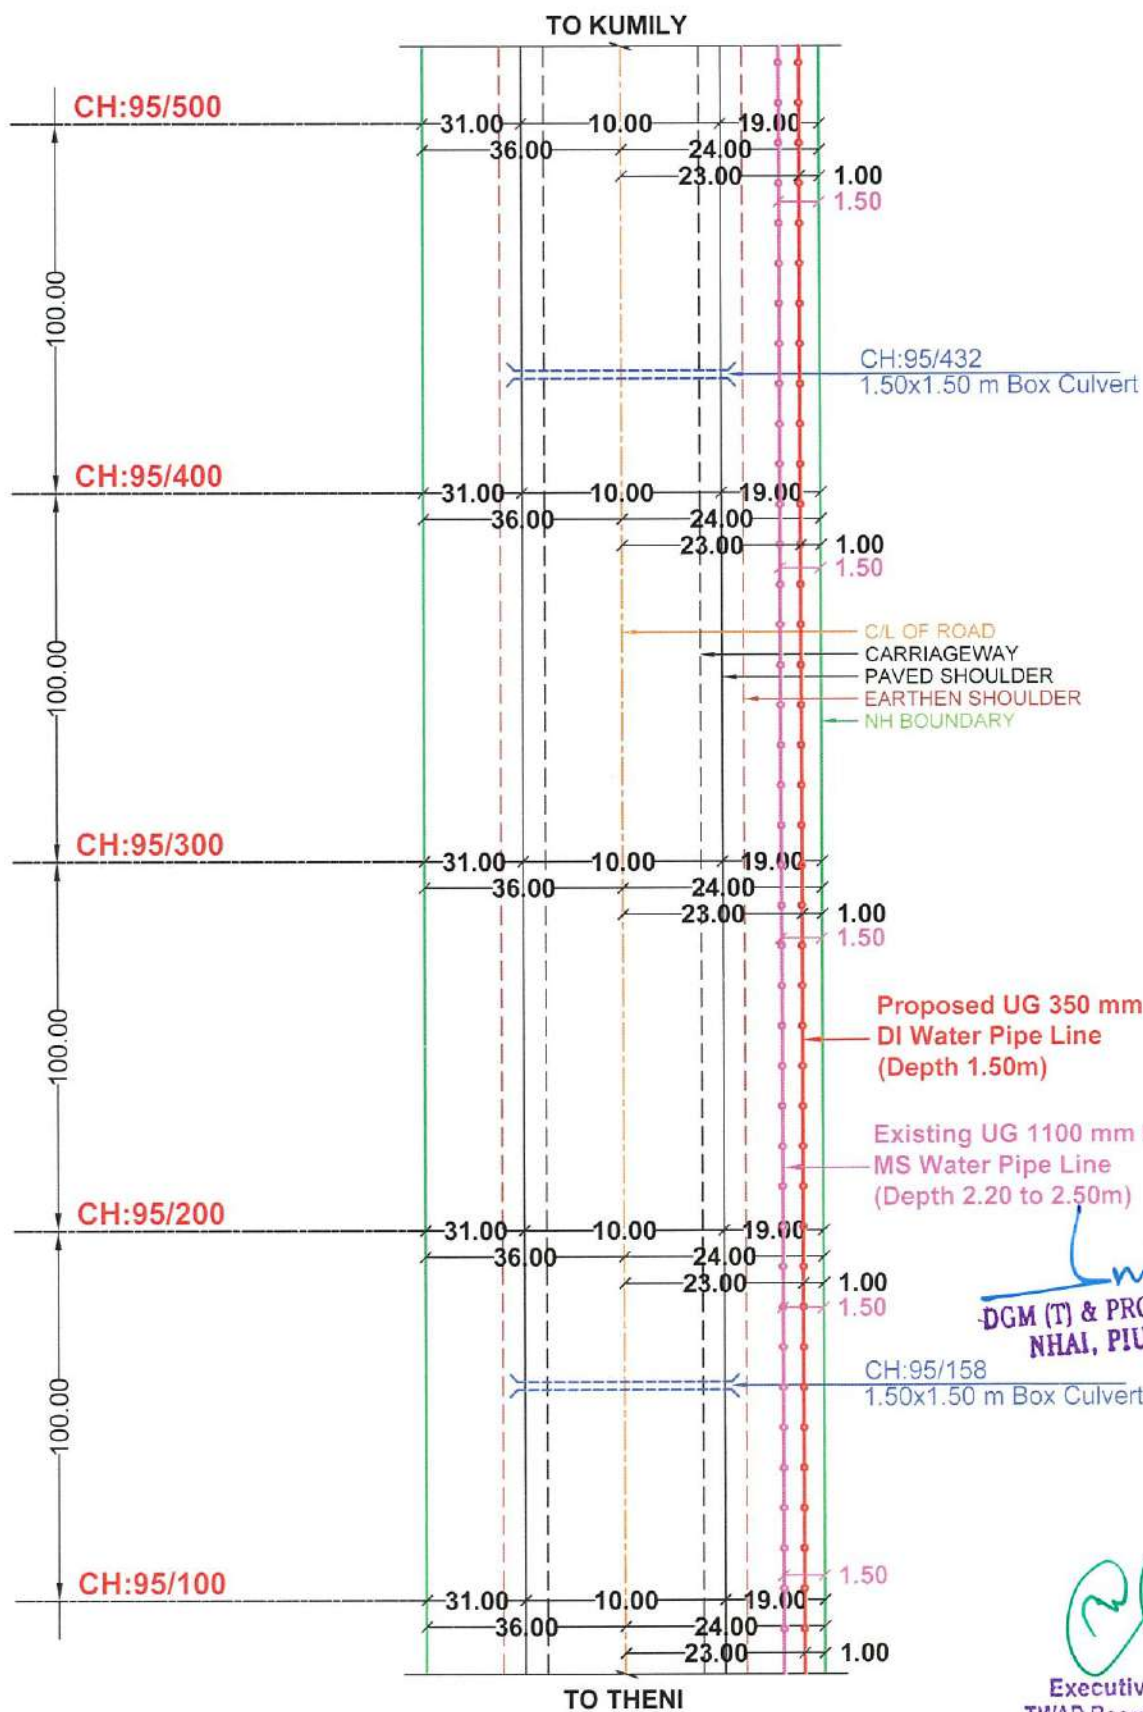 TO KUMILY
CH:95/500
31.00 10.00 19.00
36.00 24.00
23.00 1.00
1.50
100.00
CH:95/432
1.50x1.50 m Box Culvert
CH:95/400
31.00 10.00 19.00
36.00 24.00
23.00 1.00
1.50
C/L OF ROAD
CARRIAGEWAY
PAVED SHOULDER
EARTHEN SHOULDER
NH BOUNDARY
100.00
CH:95/300
31.00 10.00 19.00
36.00 24.00
23.00 1.00
1.50
Proposed UG 350 mm
DI Water Pipe Line
(Depth 1.50m)
100.00
Existing UG 1100 mm
MS Water Pipe Line
(Depth 2.20 to 2.50m)
CH:95/200
31.00 10.00 19.00
36.00 24.00
23.00 1.00
1.50
DGM (T) &
NHAI, PIU
CH:95/158
1.50x1.50 m Box Culvert
100.00
1.50
CH:95/100
31.00 10.00 19.00
36.00 24.00
23.00 1.00
TO THENI